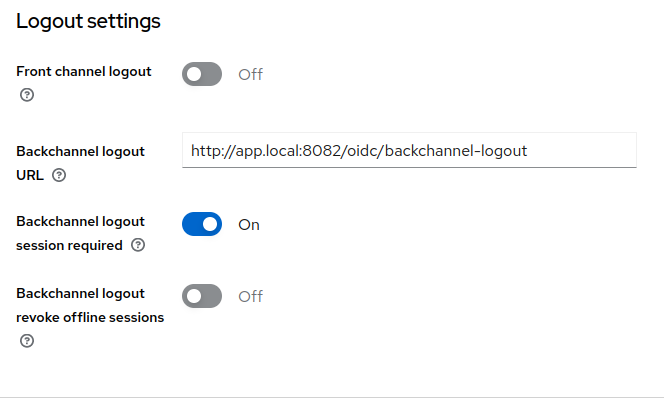 Logout settings
Front channel logout
Off
Backchannel logout
URL
http://app.local:8082/oidc/backchannel-logout
Backchannel logout
session required
On
Backchannel logout
revoke offline sessions
Off